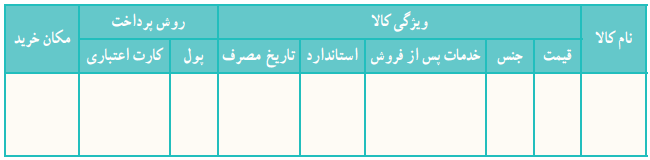 نام کالا
ویژگی کالا
روش پرداخت
مکان خرید
قیمت
جنس
خدمات پس از فروش
استاندارد
تاریخ مصرف
پول
کارت اعتباری